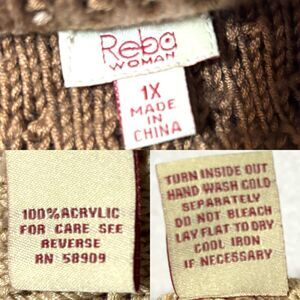 Reba
WOMAN
1X
MADE
IN
CHINA
100% ACRYLIC
FOR CARE SEE
REVERSE
RN 58909
TURN INSIDE OUT
HAND WASH COLD
SEPARATELY
DO NOT BLEACH
LAY FLAT TO DRY
COOL IRON
IF NECESSARY